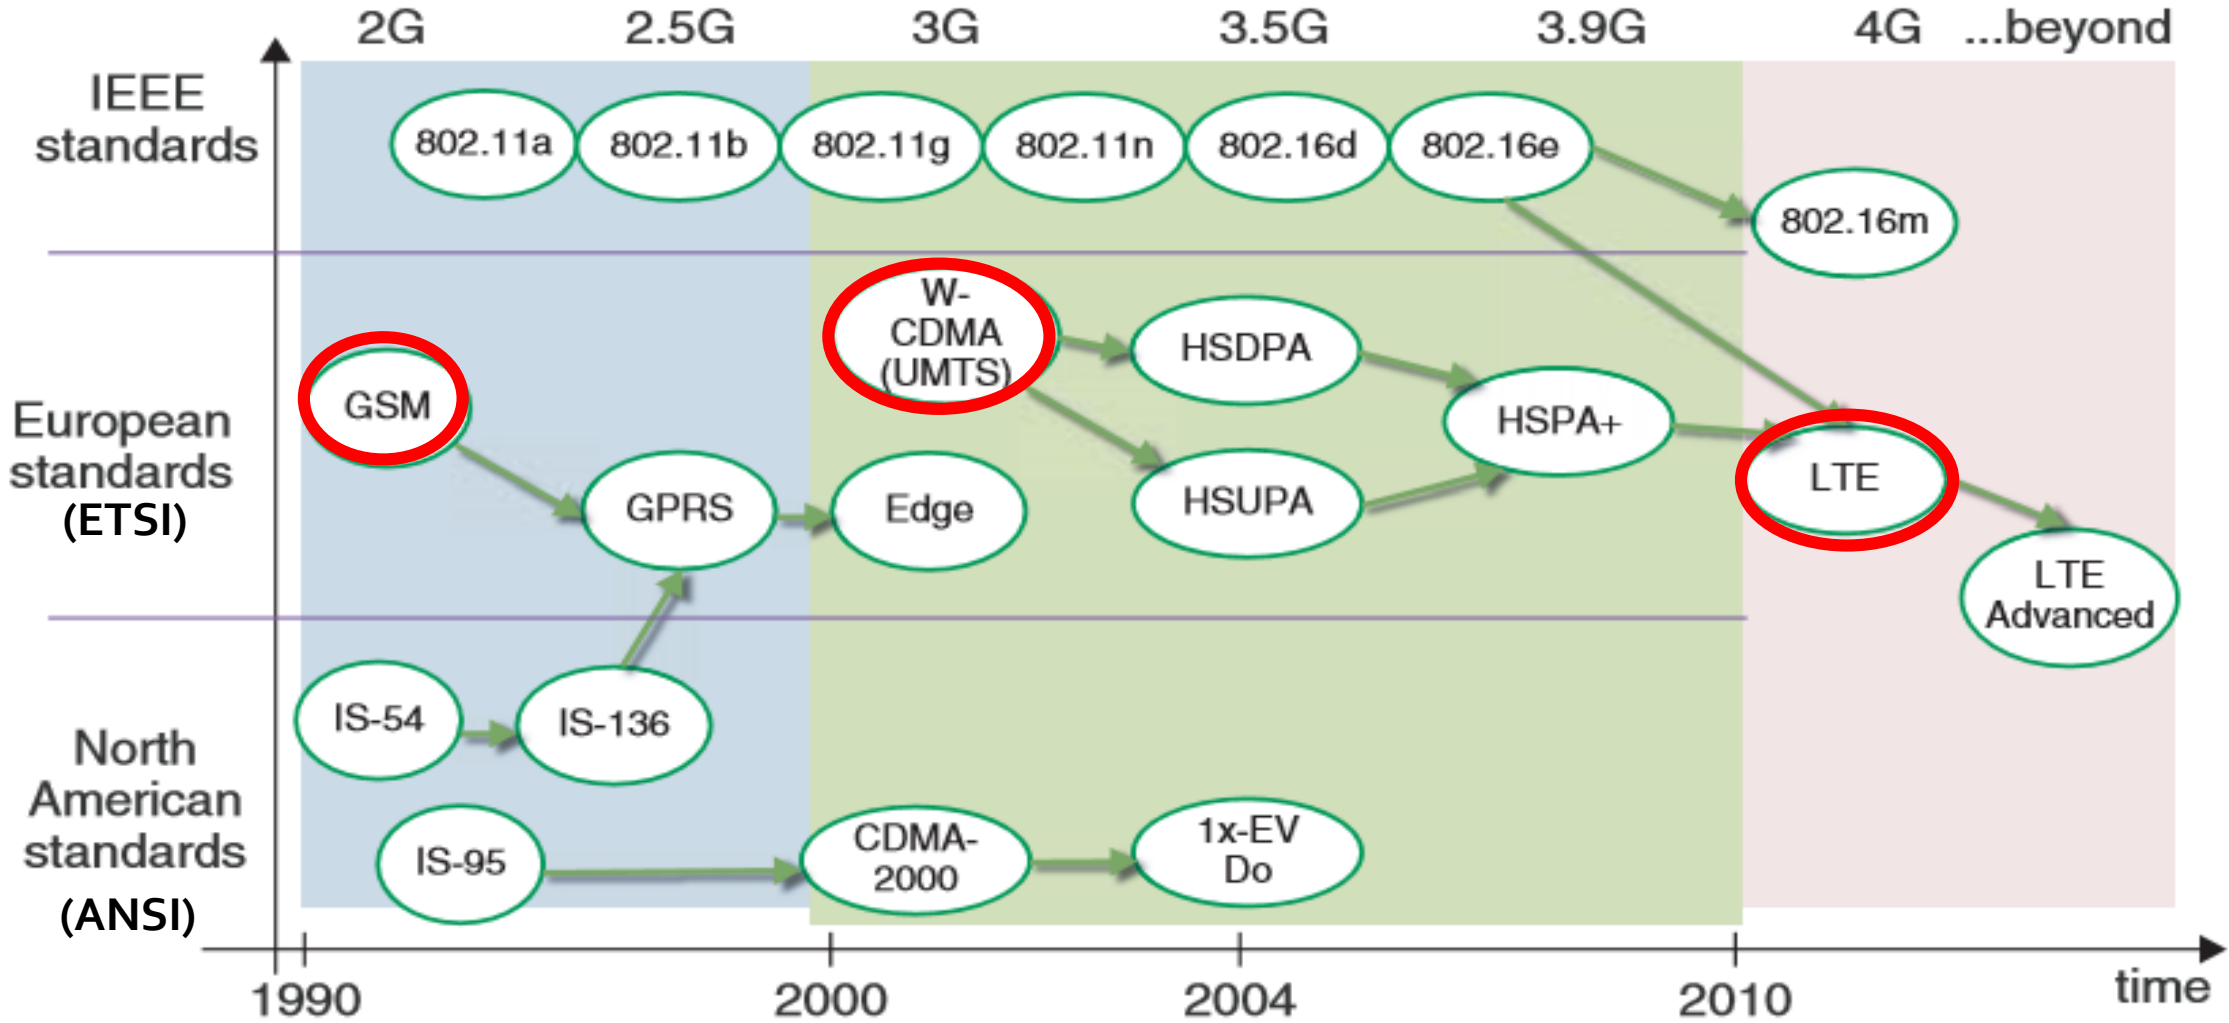 2G 2.5G 3G 3.5G 3.9G 4G ...beyond
IEEE
standards
802.11a 802.11b 802.11g 802.11n 802.16d 802.16e
802.16m
European
standards
(ETSI)
GSM
GPRS
W-
CDMA
(UMTS)
Edge
HSDPA
HSUPA
HSPA+
LTE
LTE
Advanced
North
American
standards
(ANSI)
IS-54
IS-136
IS-95
CDMA-
2000
1x-EV
Do
1990 2000 2004 2010
time